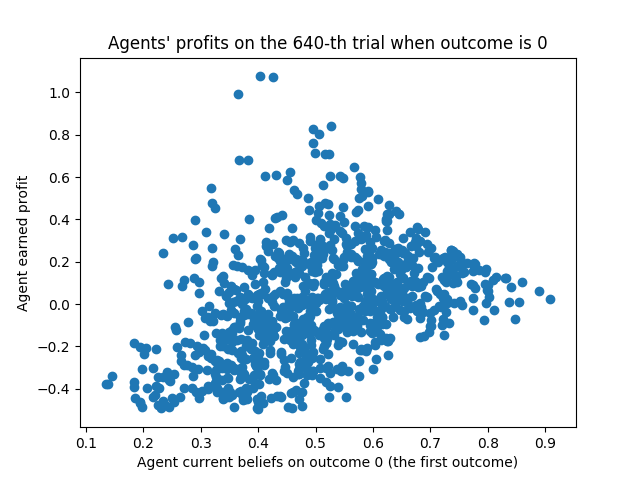 Agents' profits on the 640-th trial when outcome is 0
Agent earned profit
1.0
0.8
0.6
0.4
0.2
0.0
−0.2
−0.4
0.1 0.2 0.3 0.4 0.5 0.6 0.7 0.8 0.9
Agent current beliefs on outcome 0 (the first outcome)